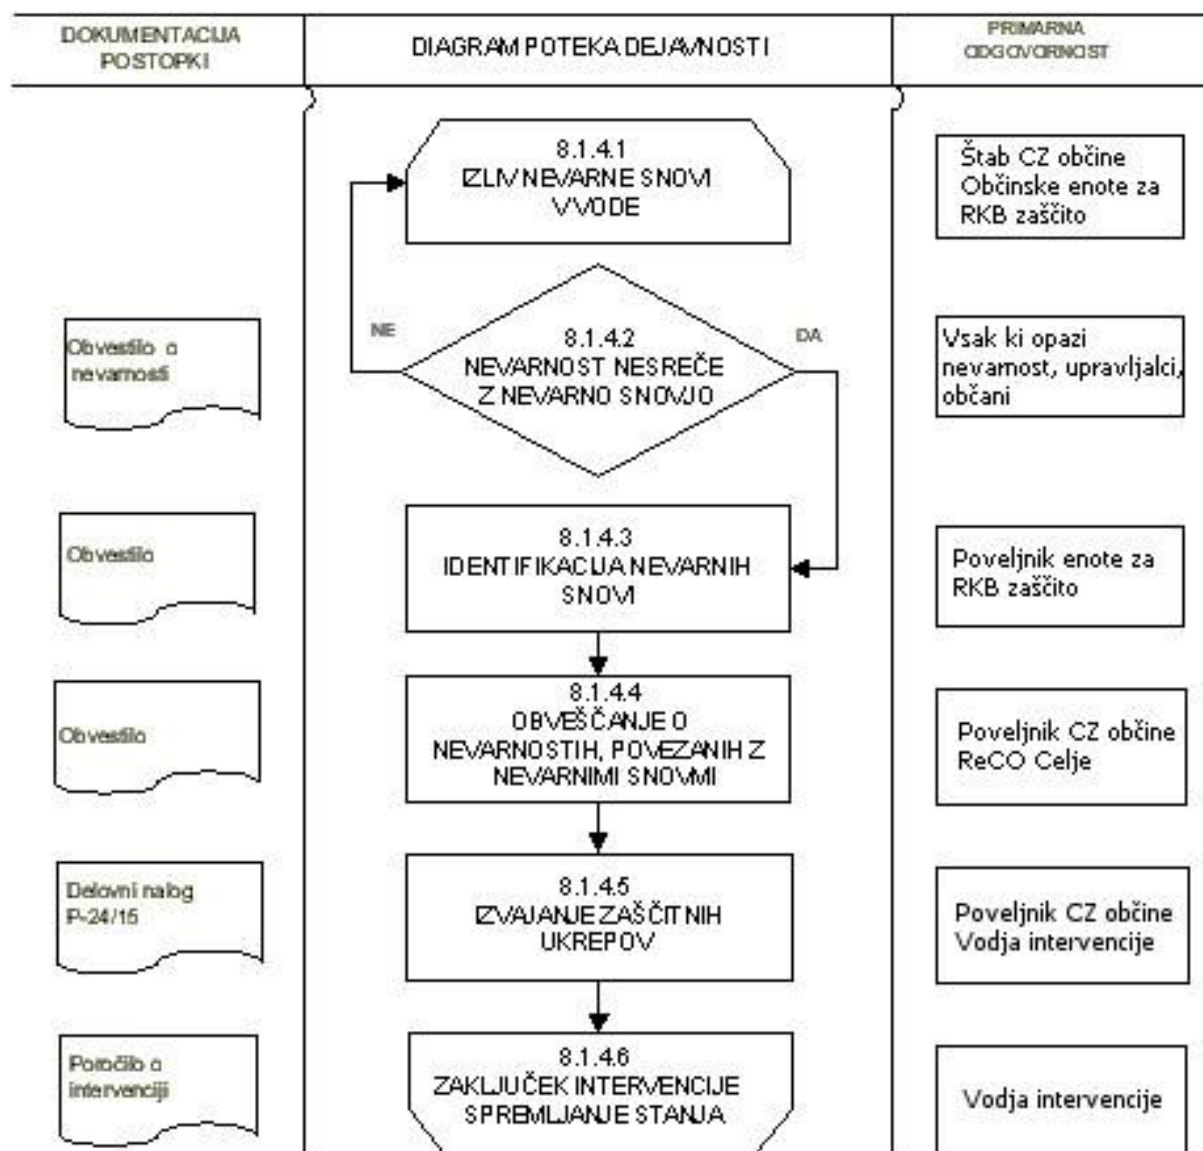 DOKUMENTACIJA
POSTOPKI
DIAGRAM POTEKA DEJAVNOSTI
PRIMARNA
ODGOVORNOST
8.1.4.1
IZLIV NEVARNE SNOVI
V VODE
Štab CZ občine
Občinske enote za
RKB zaščito
Obvestilo o
nevarnosti
NE
8.1.4.2
NEVARNOST NESREČE
Z NEVARNO SNOVJO
DA
Vsak ki opazi
nevarnost, upravljalci,
občani
Obvestilo
8.1.4.3
IDENTIFIKACIJA NEVARNIH
SNOVI
Poveljnik enote za
RKB zaščito
Obvestilo
8.1.4.4
OBVEŠČANJE O
NEVARNOSTIH, POVEZANIH Z
NEVARNIMI SNOVMI
Poveljnik CZ občine
ReCO Celje
Delovni nalog
P-24/15
8.1.4.5
IZVAJANJE ZAŠČITNIH
UKREPOV
Poveljnik CZ občine
Vodja intervencije
Poročilo o
intervenciji
8.1.4.6
ZAKLJUČEK INTERVENCIJE
SPREMLJANJE STANJA
Vodja intervencije